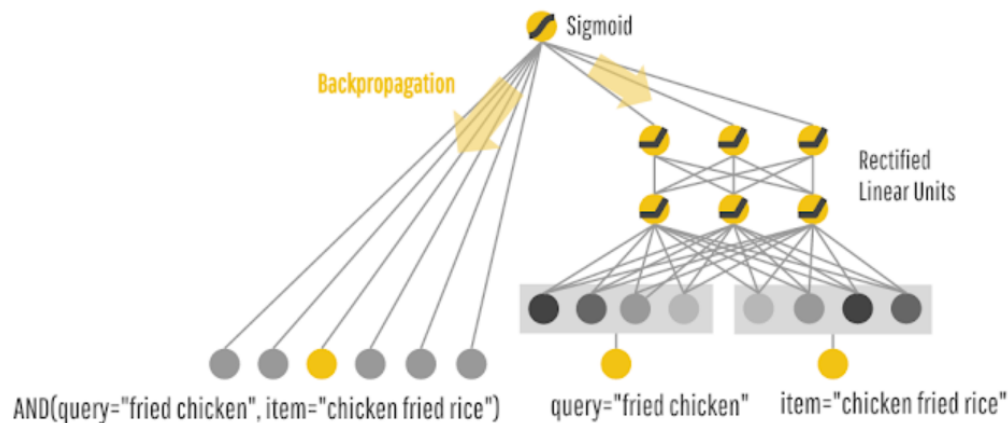 Sigmoid
Backpropagation
Rectified
Linear Units
AND(query="fried chicken", item="chicken fried rice")
query="fried chicken"
item="chicken fried rice"